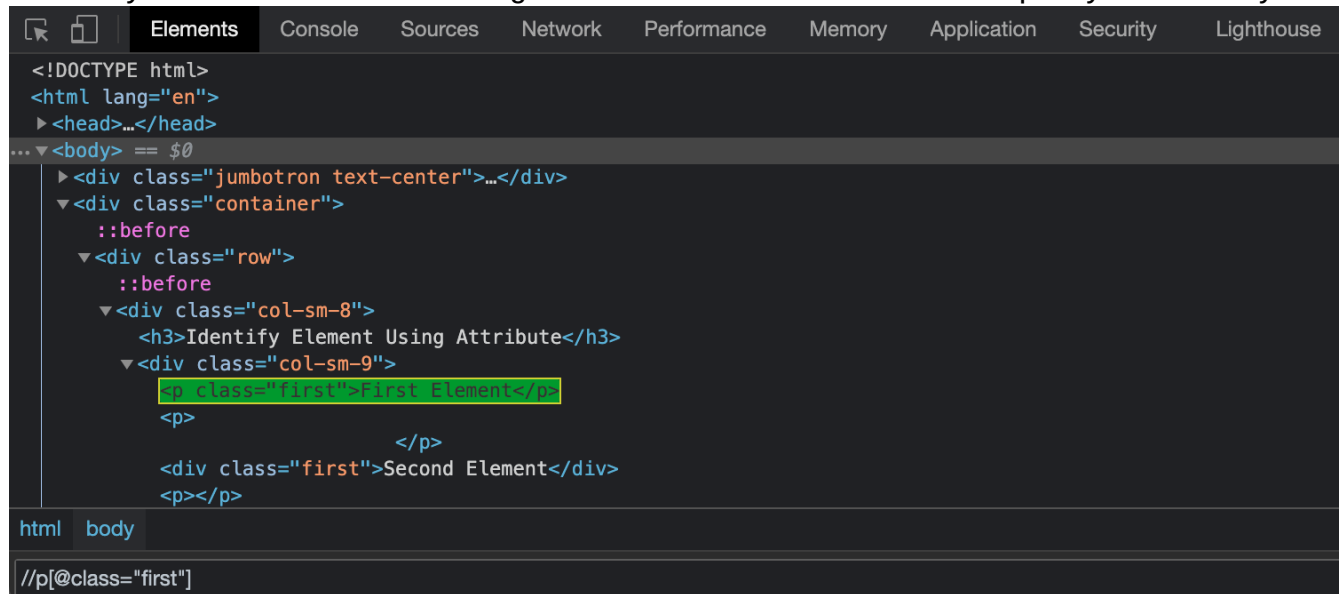 Elements Console Sources Network Performance Memory Application Security Lighthouse
<!DOCTYPE html>
<html lang="en">
▶<head>…</head>
... ▼<body> == $0
▶<div class="jumbotron text-center">…</div>
▼<div class="container">
::before
▼<div class="row">
::before
▼<div class="col-sm-8">
<h3>Identify Element Using Attribute</h3>
▼<div class="col-sm-9">
<p class="first">First Element</p>
<p>
</p>
<div class="first">Second Element</div>
<p></p>
html body
//p[@class="first"]